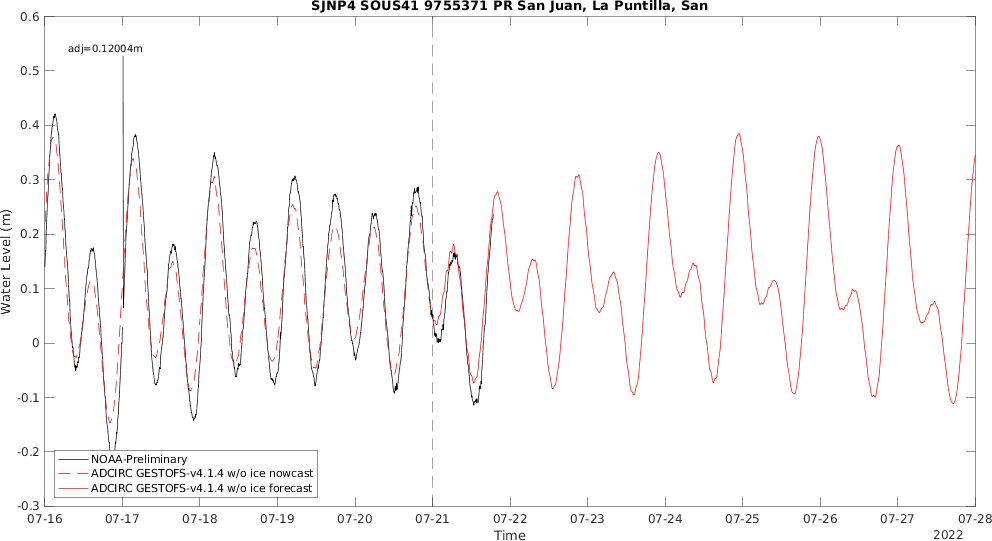 SJNP4 SOUS41 9755371 PR San Juan, La Puntilla, San
0.6
adj=0.12004m
0.5
0.4
0.3
0.2
0.1
0
-0.1
-0.2
-0.3
Water Level (m)
NOAA-Preliminary
ADCIRC GESTOFS-v4.1.4 w/o ice nowcast
ADCIRC GESTOFS-v4.1.4 w/o ice forecast
07-16 07-17 07-18 07-19 07-20 07-21 07-22 07-23 07-24 07-25 07-26 07-27 07-28
Time
2022